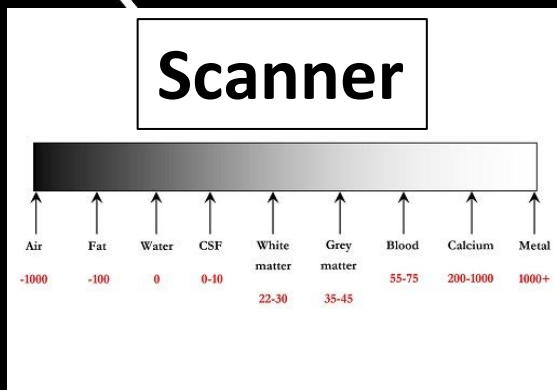 Scanner
Air Fat Water CSF White matter Grey matter Blood Calcium Metal
-1000 -100 0 0-10 22-30 35-45 55-75 200-1000 1000+